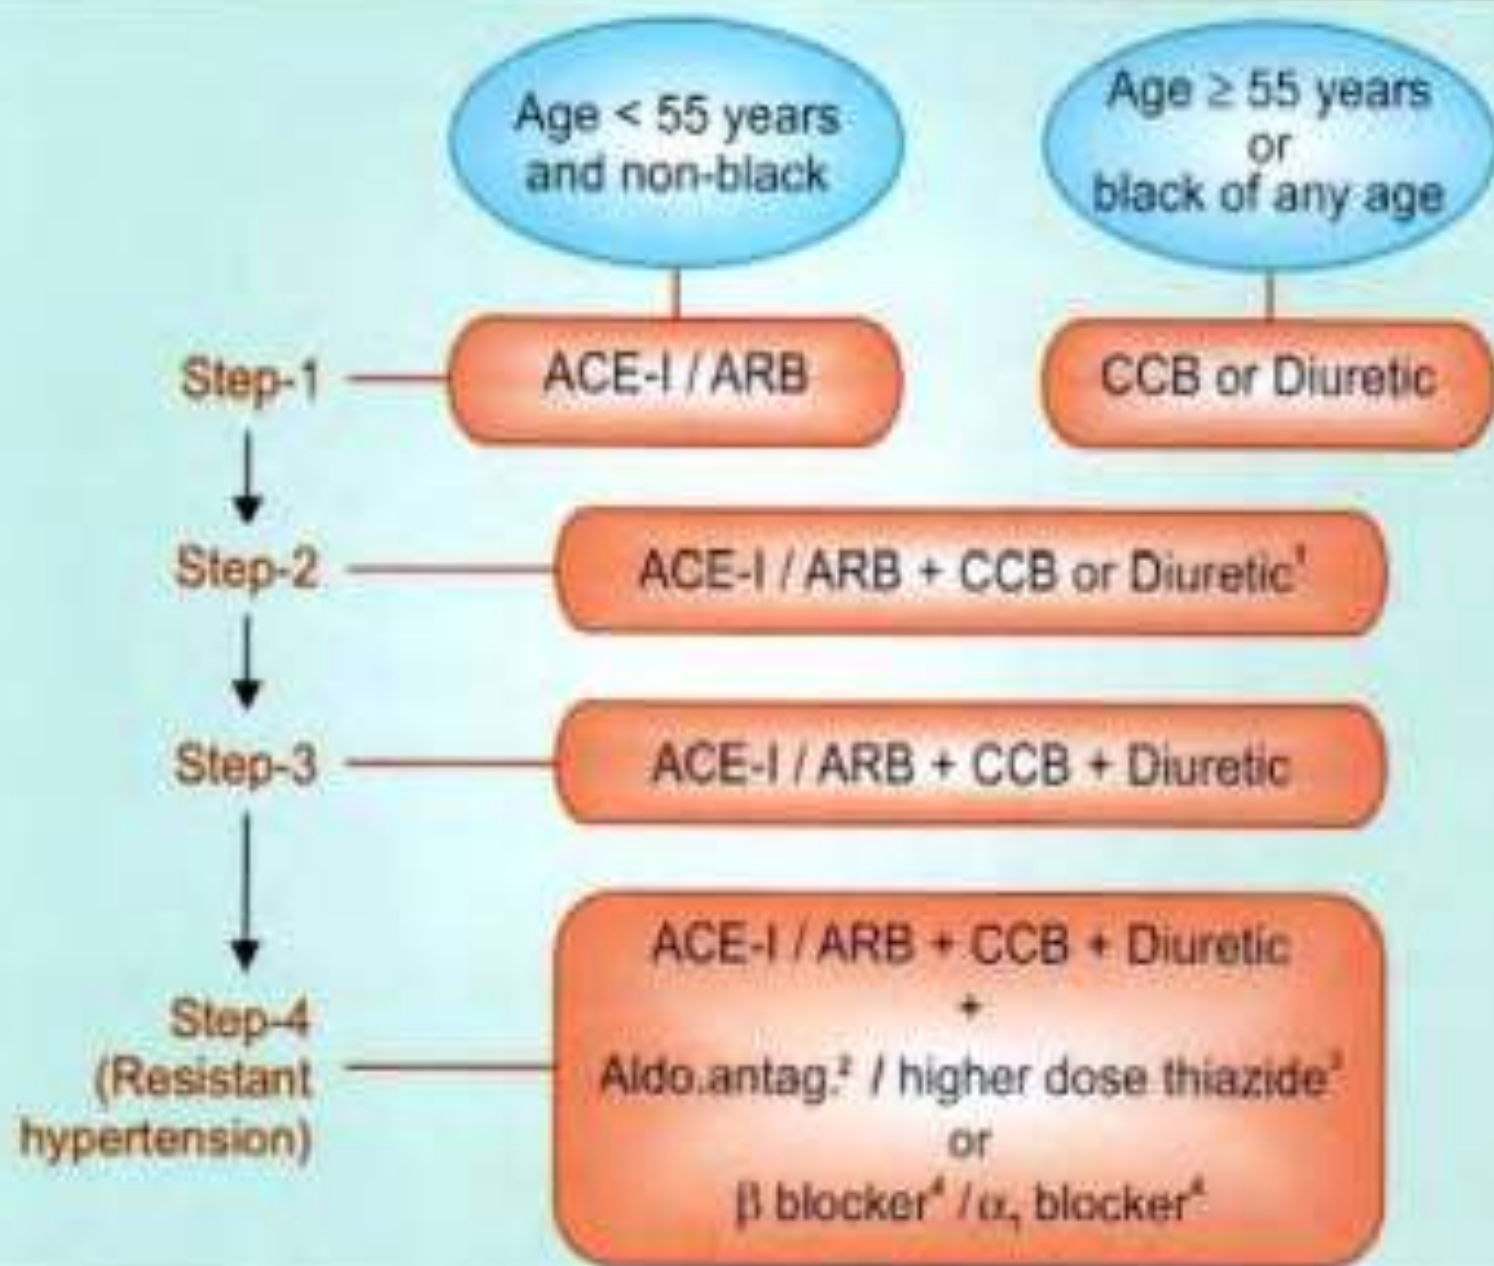 Age < 55 years
and non-black
Age ≥ 55 years
or
black of any age
Step-1
ACE-I / ARB
CCB or Diuretic
Step-2
ACE-I / ARB + CCB or Diuretic¹
Step-3
ACE-I / ARB + CCB + Diuretic
Step-4
(Resistant
hypertension)
ACE-I / ARB + CCB + Diuretic
+
Aldo.antag.² / higher dose thiazide³
or
β blocker⁴ / α₁ blocker⁴